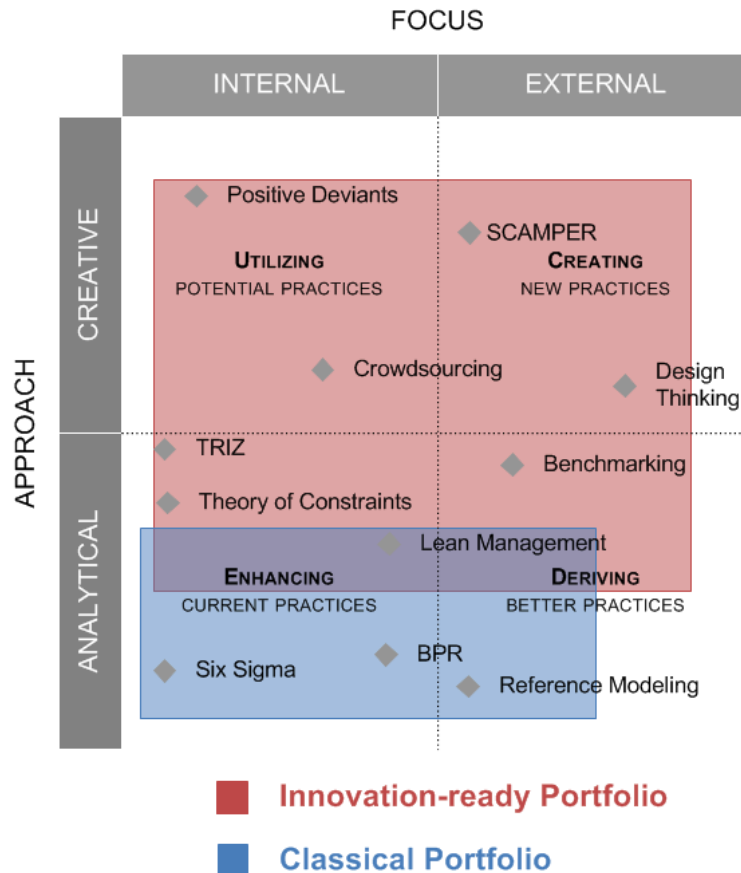 FOCUS
INTERNAL
EXTERNAL
APPROACH
CREATIVE
Positive Deviants
SCAMPER
UTILIZING
POTENTIAL PRACTICES
CREATING
NEW PRACTICES
Crowdsourcing
Design
Thinking
ANALYTICAL
TRIZ
Benchmarking
Theory of Constraints
Lean Management
ENHANCING
CURRENT PRACTICES
DERIVING
BETTER PRACTICES
BPR
Six Sigma
Reference Modeling
Innovation-ready Portfolio
Classical Portfolio